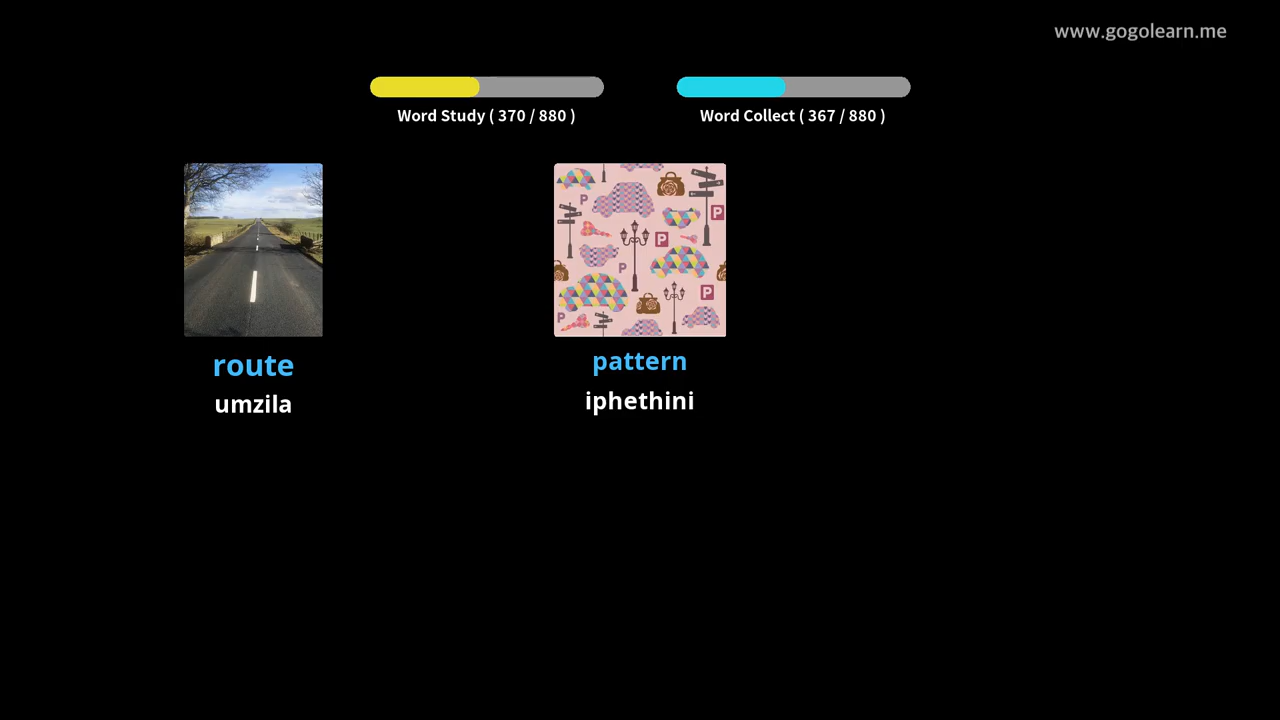 www.gogolearn.me
Word Study ( 370 / 880 )
Word Collect ( 367 / 880 )
route
umzila
pattern
iphethini
P
P
P
P
P
P